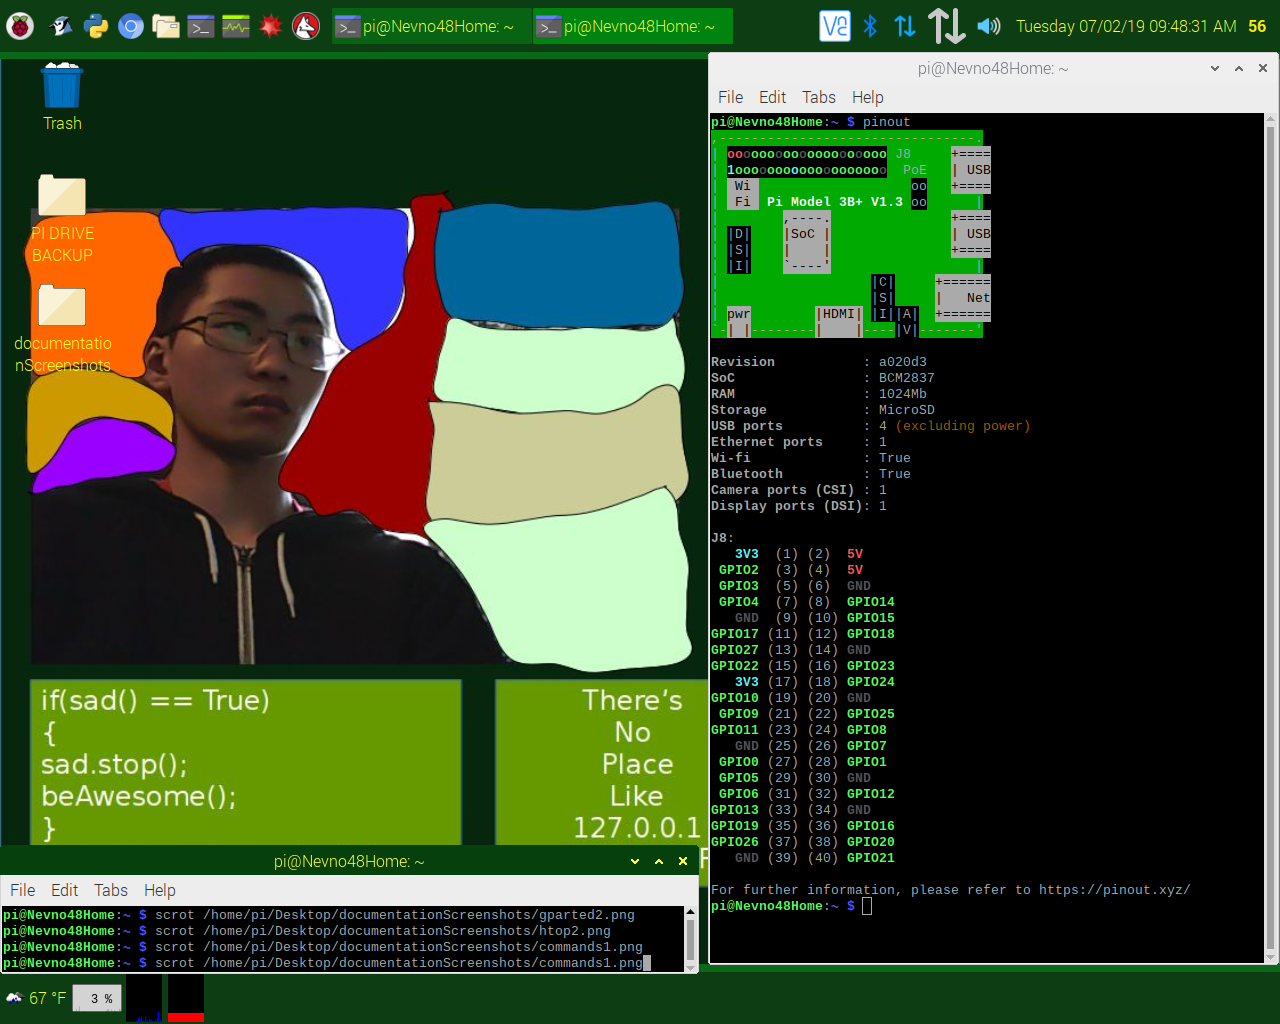 pi@Nevno48Home: ~
pi@Nevno48Home: ~
Tuesday 07/02/19 09:48:31 AM 56
Trash
PI DRIVE
BACKUP
documentatio
nScreenshots
if(sad() == True)
{
sad.stop();
beAwesome();
}
There's
No
Place
Like
127.0.0.1
pi@Nevno48Home: ~
File Edit Tabs Help
pi@Nevno48Home:~ $ pinout
,--------------------------------.
| oooooooooooooooooooo J8     +====
| 1ooooooooooooooooooo  PoE   | USB
|  Wi                   oo    +====
|  Fi  Pi Model 3B+ V1.3 oo      |
|        ,----.               +====
| |D|    |SoC |               | USB
| |S|    |    |               +====
| |I|    `----'                  |
|                   |C|     +======
|                   |S|     |   Net
| pwr        |HDMI| |I||A|  +======
`-| |--------|    |----|V|-------'
Revision           : a020d3
SoC                : BCM2837
RAM                : 1024Mb
Storage            : MicroSD
USB ports          : 4 (excluding power)
Ethernet ports     : 1
Wi-fi              : True
Bluetooth          : True
Camera ports (CSI) : 1
Display ports (DSI): 1
J8:
   3V3  (1) (2)  5V
 GPIO2  (3) (4)  5V
 GPIO3  (5) (6)  GND
 GPIO4  (7) (8)  GPIO14
   GND  (9) (10) GPIO15
GPIO17 (11) (12) GPIO18
GPIO27 (13) (14) GND
GPIO22 (15) (16) GPIO23
   3V3 (17) (18) GPIO24
GPIO10 (19) (20) GND
 GPIO9 (21) (22) GPIO25
GPIO11 (23) (24) GPIO8
   GND (25) (26) GPIO7
 GPIO0 (27) (28) GPIO1
 GPIO5 (29) (30) GND
 GPIO6 (31) (32) GPIO12
GPIO13 (33) (34) GND
GPIO19 (35) (36) GPIO16
GPIO26 (37) (38) GPIO20
   GND (39) (40) GPIO21
For further information, please refer to https://pinout.xyz/
pi@Nevno48Home:~ $
pi@Nevno48Home: ~
File Edit Tabs Help
pi@Nevno48Home:~ $ scrot /home/pi/Desktop/documentationScreenshots/gparted2.png
pi@Nevno48Home:~ $ scrot /home/pi/Desktop/documentationScreenshots/htop2.png
pi@Nevno48Home:~ $ scrot /home/pi/Desktop/documentationScreenshots/commands1.png
pi@Nevno48Home:~ $ scrot /home/pi/Desktop/documentationScreenshots/commands1.png
67 °F 3 %